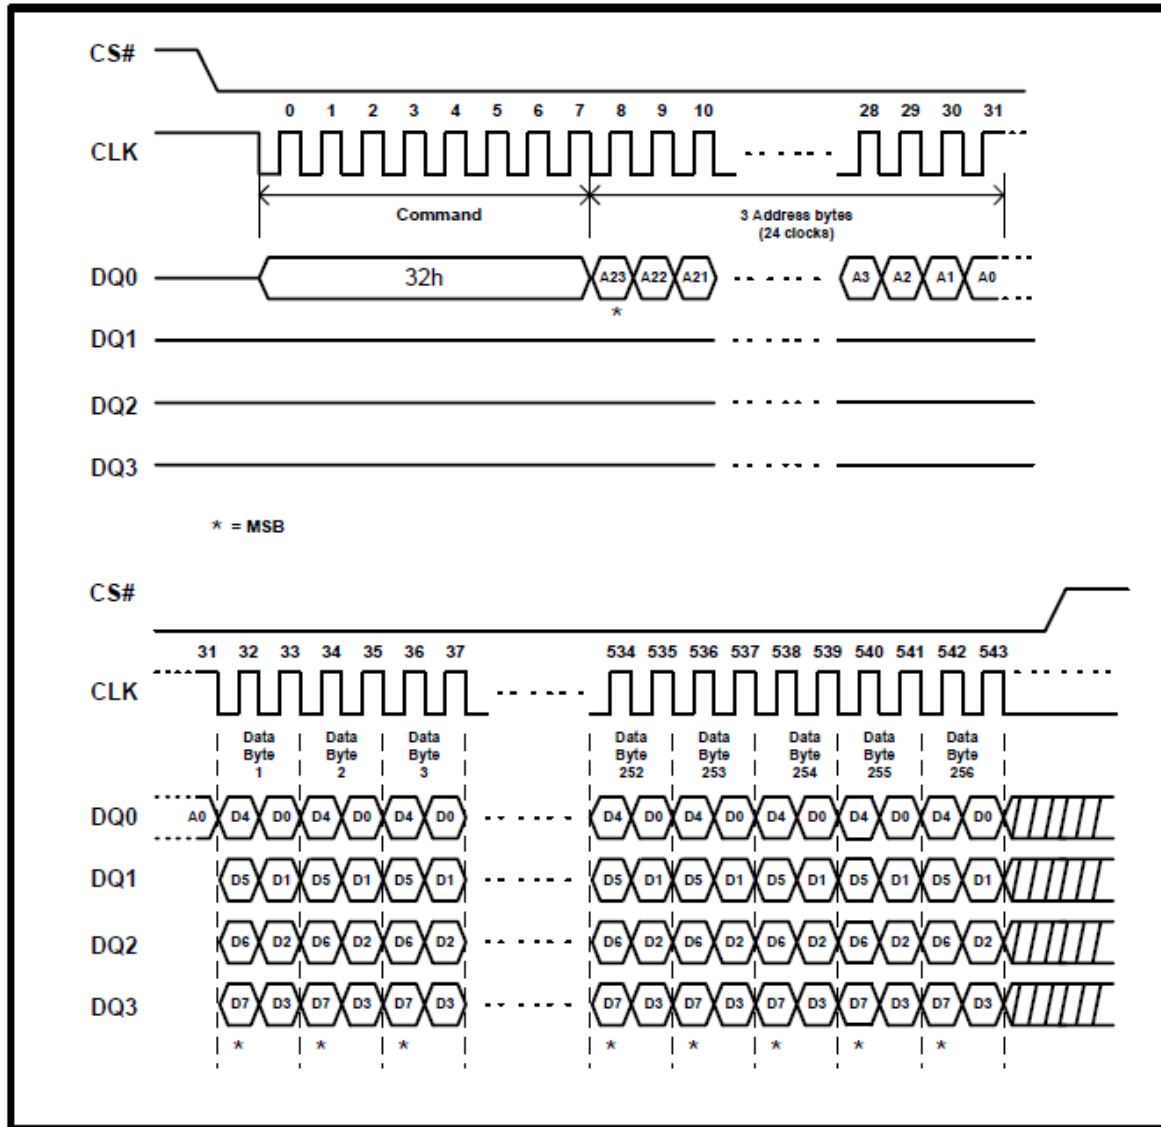 CS#
0 1 2 3 4 5 6 7 8 9 10 28 29 30 31
CLK
Command
3 Address bytes
(24 clocks)
DQ0 32h A23 A22 A21 A3 A2 A1 A0
*
DQ1
DQ2
DQ3
* = MSB
CS#
31 32 33 34 35 36 37 534 535 536 537 538 539 540 541 542 543
CLK
Data Data Data Data Data Data Data Data
Byte Byte Byte Byte Byte Byte Byte Byte
1 2 3 252 253 254 255 256
DQ0 A0 D4 D0 D4 D0 D4 D0 D4 D0 D4 D0 D4 D0 D4 D0 D4 D0
DQ1 D5 D1 D5 D1 D5 D1 D5 D1 D5 D1 D5 D1 D5 D1 D5 D1
DQ2 D6 D2 D6 D2 D6 D2 D6 D2 D6 D2 D6 D2 D6 D2 D6 D2
DQ3 D7 D3 D7 D3 D7 D3 D7 D3 D7 D3 D7 D3 D7 D3 D7 D3
* * * * * * * *